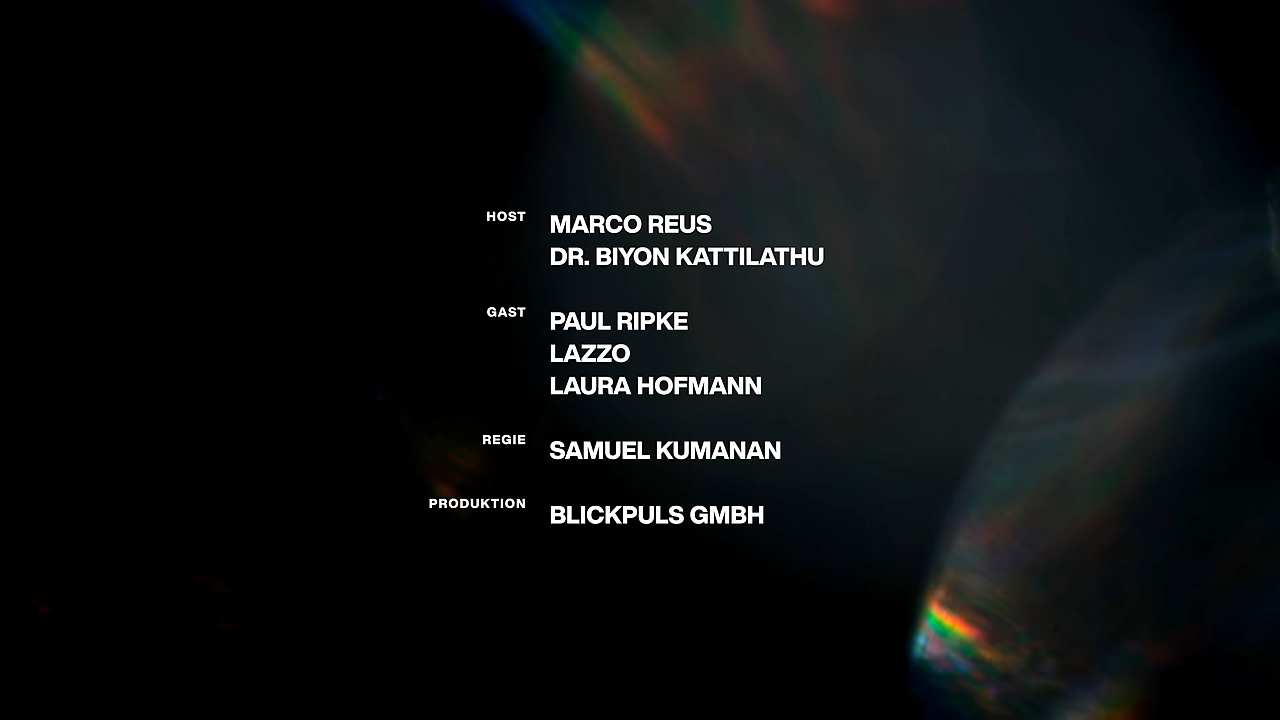 HOST MARCO REUS
DR. BIYON KATTILATHU
GAST PAUL RIPKE
LAZZO
LAURA HOFMANN
REGIE SAMUEL KUMANAN
PRODUKTION BLICKPULS GMBH